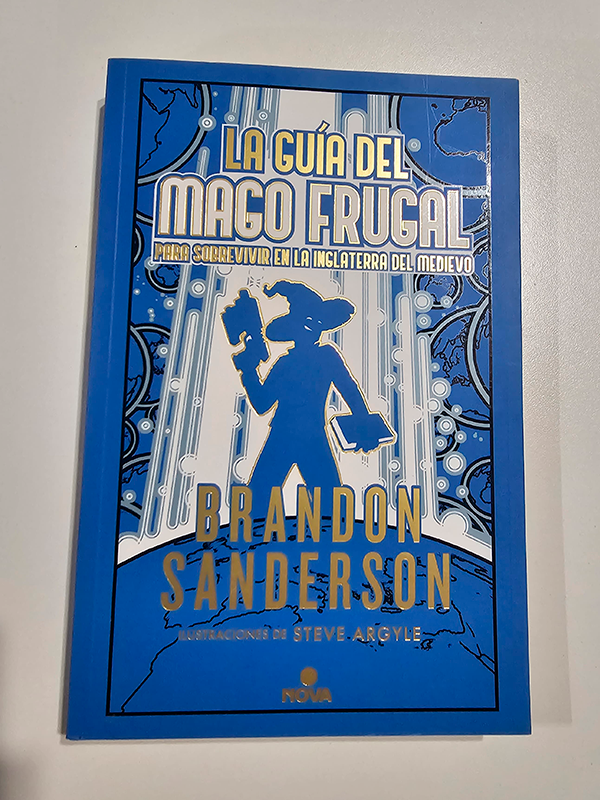 LA GUÍA DEL
MAGO FRUGAL
PARA SOBREVIVIR EN LA INGLATERRA DEL MEDIEVO
BRANDON
SANDERSON
ILUSTRACIONES DE STEVE ARGYLE
NOVA